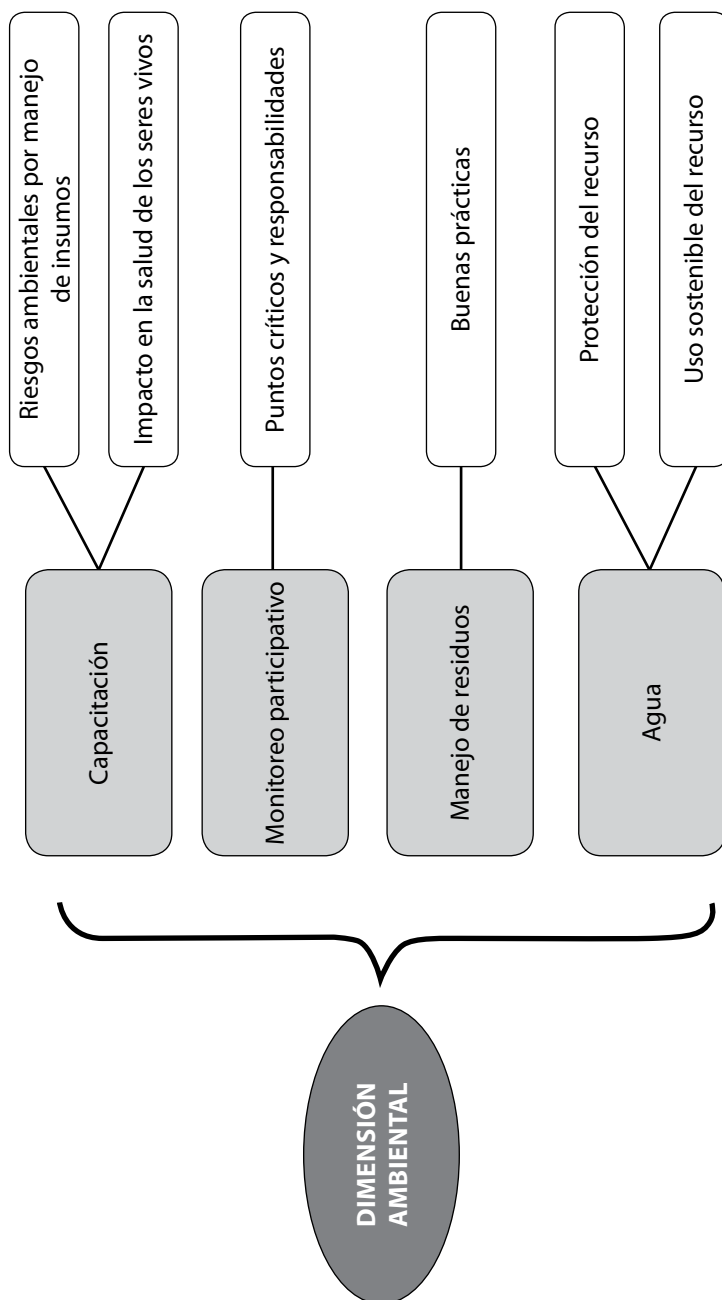 DIMENSIÓN
AMBIENTAL
Capacitación
Riesgos ambientales por manejo
de insumos
Impacto en la salud de los seres vivos
Monitoreo participativo
Puntos críticos y responsabilidades
Manejo de residuos
Buenas prácticas
Agua
Protección del recurso
Uso sostenible del recurso